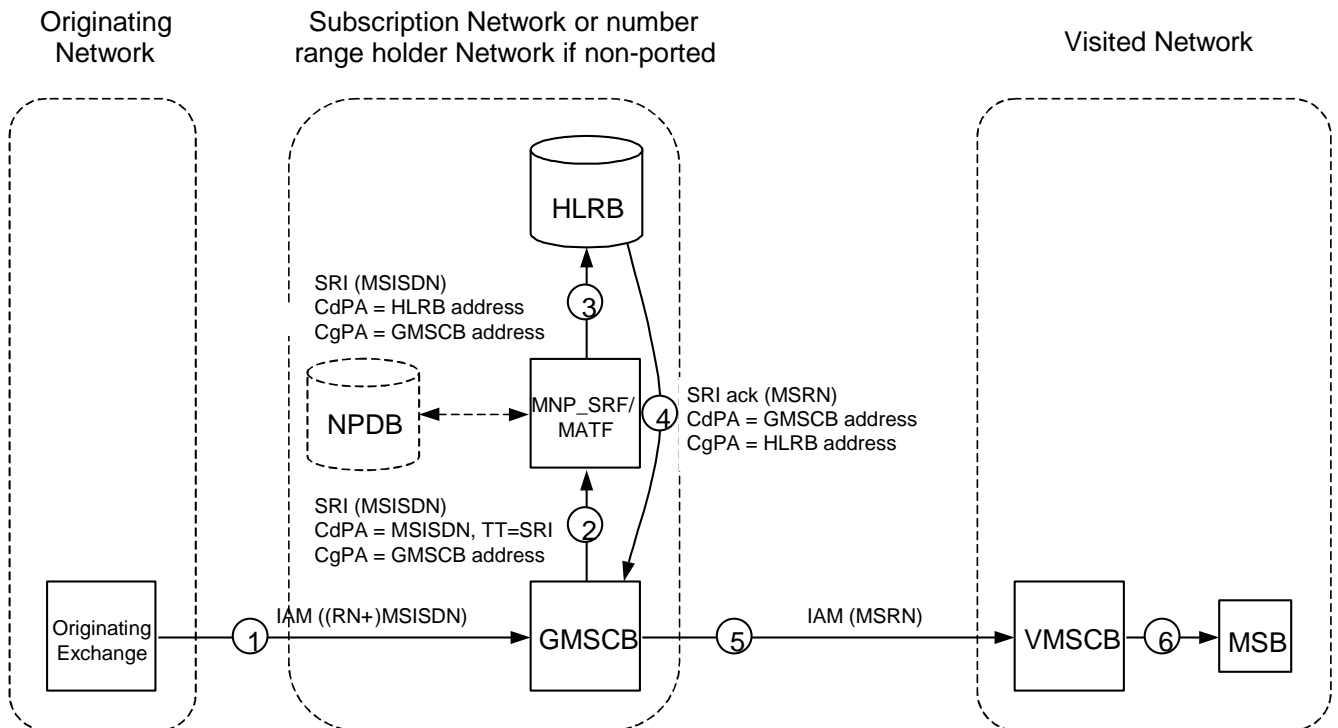 Originating
Network
Subscription Network or number
range holder Network if non-ported
Visited Network
HLRB
SRI (MSISDN)
CdPA = HLRB address
CgPA = GMSCB address
3
NPDB
MNP_SRF/
MATF
4
SRI ack (MSRN)
CdPA = GMSCB address
CgPA = HLRB address
SRI (MSISDN)
CdPA = MSISDN, TT=SRI
CgPA = GMSCB address
2
Originating
Exchange
1
IAM ((RN+)MSISDN)
GMSCB
5
IAM (MSRN)
VMSCB
6
MSB